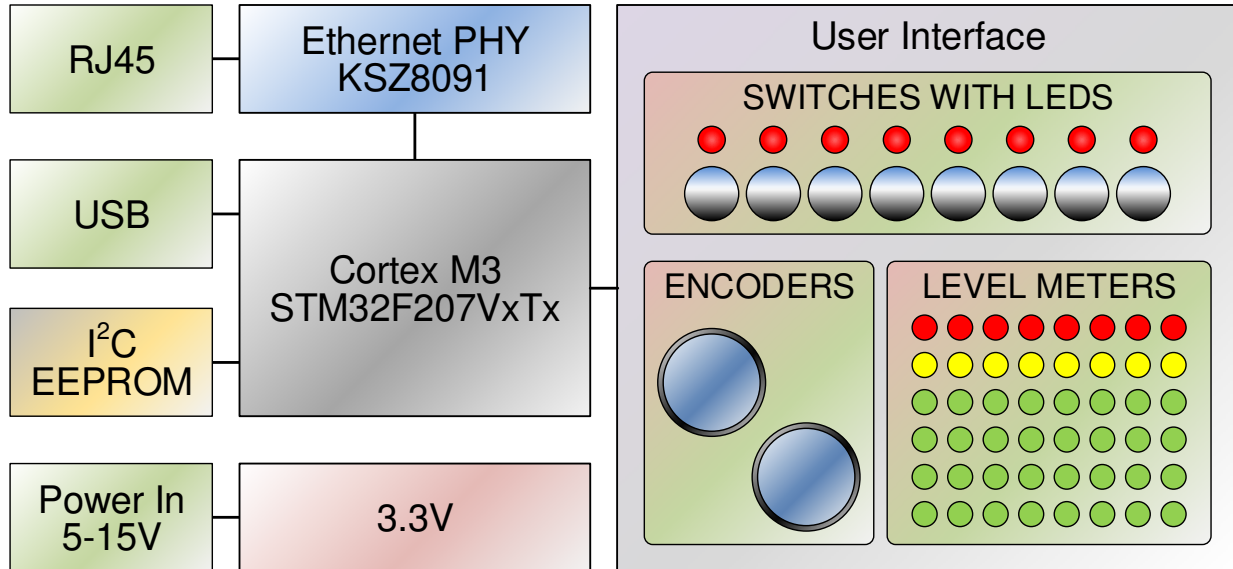 RJ45
Ethernet PHY
KSZ8091
USB
Cortex M3
STM32F207VxTx
I²C
EEPROM
Power In
5-15V
3.3V
User Interface
SWITCHES WITH LEDS
ENCODERS
LEVEL METERS